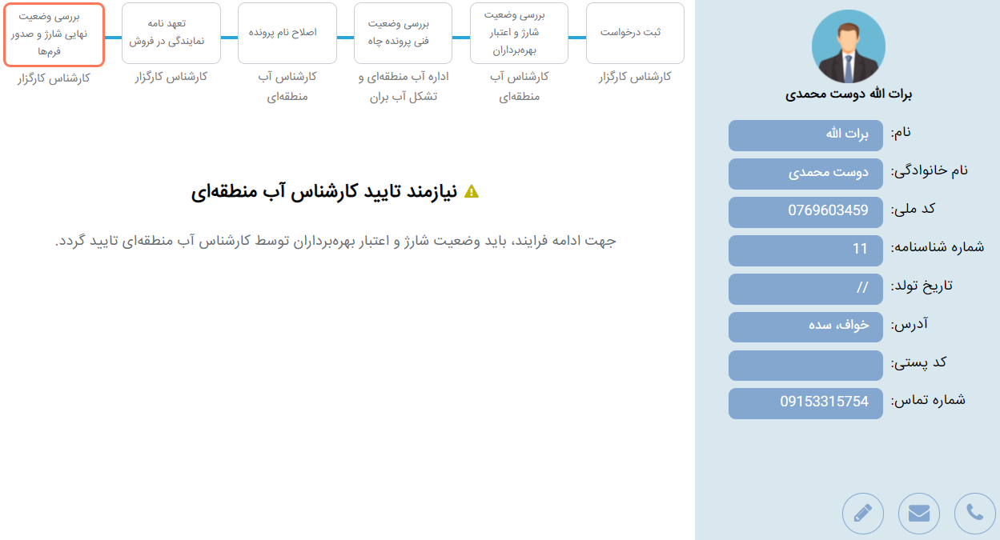 ثبت درخواست
کارشناس کارگزار
بررسی وضعیت
شارژ و اعتبار
بهره‌برداران
کارشناس آب
منطقه‌ای
بررسی وضعیت
فنی پرونده چاه
اداره آب منطقه‌ای و
تشکل آب بران
اصلاح نام پرونده
کارشناس آب
منطقه‌ای
تعهد نامه
نمایندگی در فروش
کارشناس کارگزار
بررسی وضعیت
نهایی شارژ و صدور
فرم‌ها
کارشناس کارگزار
برات الله دوست محمدی
نام: برات الله
نام خانوادگی: دوست محمدی
کد ملی: 0769603459
شماره شناسنامه: 11
تاریخ تولد: //
آدرس: خواف، سده
کد پستی:
شماره تماس: 09153315754
نیازمند تایید کارشناس آب منطقه‌ای
جهت ادامه فرایند، باید وضعیت شارژ و اعتبار بهره‌برداران توسط کارشناس آب منطقه‌ای تایید گردد.